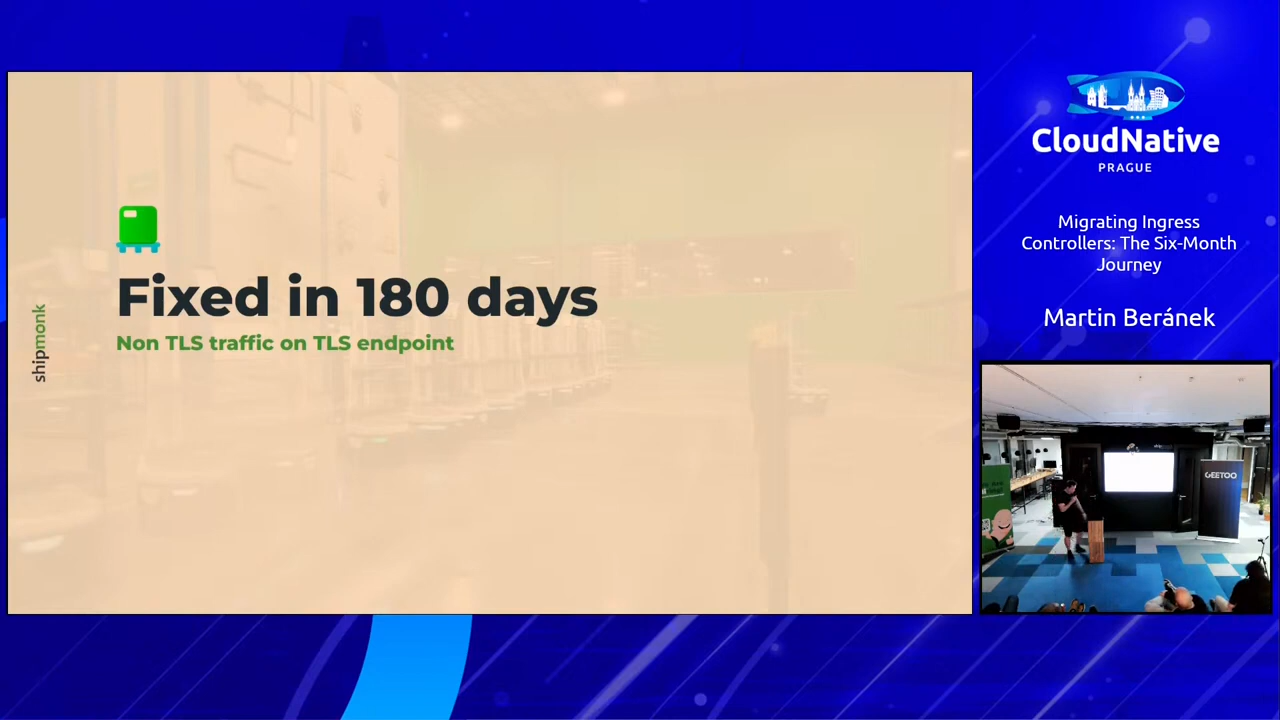 Fixed in 180 days
Non TLS traffic on TLS endpoint
shipmonk
CloudNative
PRAGUE
Migrating Ingress
Controllers: The Six-Month
Journey
Martin Beránek
GEETOO